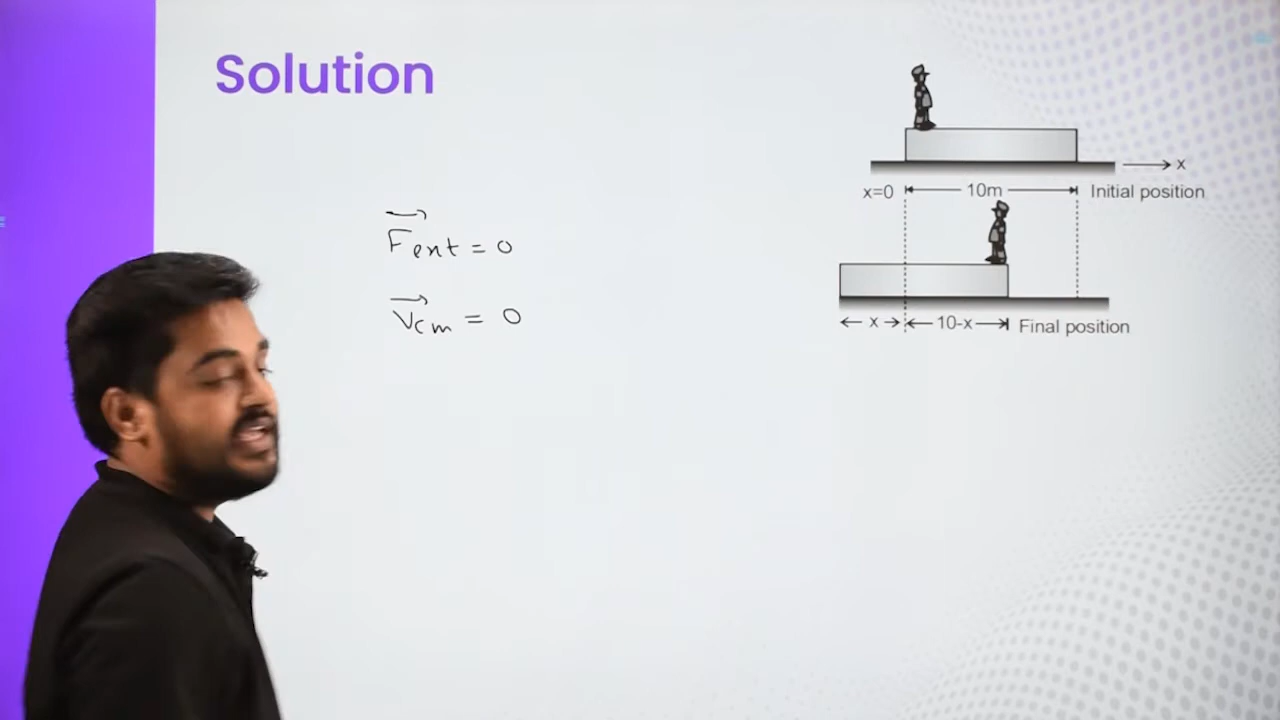 Solution
F⃗ext = 0
V⃗cm = 0
x
x=0 10m Initial position
x 10-x Final position